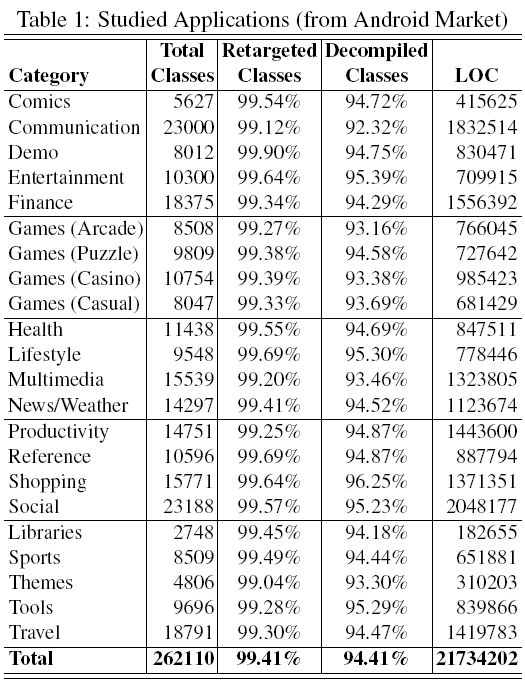 Table 1: Studied Applications (from Android Market)
Total Retargeted Decompiled
Category Classes Classes Classes LOC
Comics 5627 99.54% 94.72% 415625
Communication 23000 99.12% 92.32% 1832514
Demo 8012 99.90% 94.75% 830471
Entertainment 10300 99.64% 95.39% 709915
Finance 18375 99.34% 94.29% 1556392
Games (Arcade) 8508 99.27% 93.16% 766045
Games (Puzzle) 9809 99.38% 94.58% 727642
Games (Casino) 10754 99.39% 93.38% 985423
Games (Casual) 8047 99.33% 93.69% 681429
Health 11438 99.55% 94.69% 847511
Lifestyle 9548 99.69% 95.30% 778446
Multimedia 15539 99.20% 93.46% 1323805
News/Weather 14297 99.41% 94.52% 1123674
Productivity 14751 99.25% 94.87% 1443600
Reference 10596 99.69% 94.87% 887794
Shopping 15771 99.64% 96.25% 1371351
Social 23188 99.57% 95.23% 2048177
Libraries 2748 99.45% 94.18% 182655
Sports 8509 99.49% 94.44% 651881
Themes 4806 99.04% 93.30% 310203
Tools 9696 99.28% 95.29% 839866
Travel 18791 99.30% 94.47% 1419783
Total 262110 99.41% 94.41% 21734202